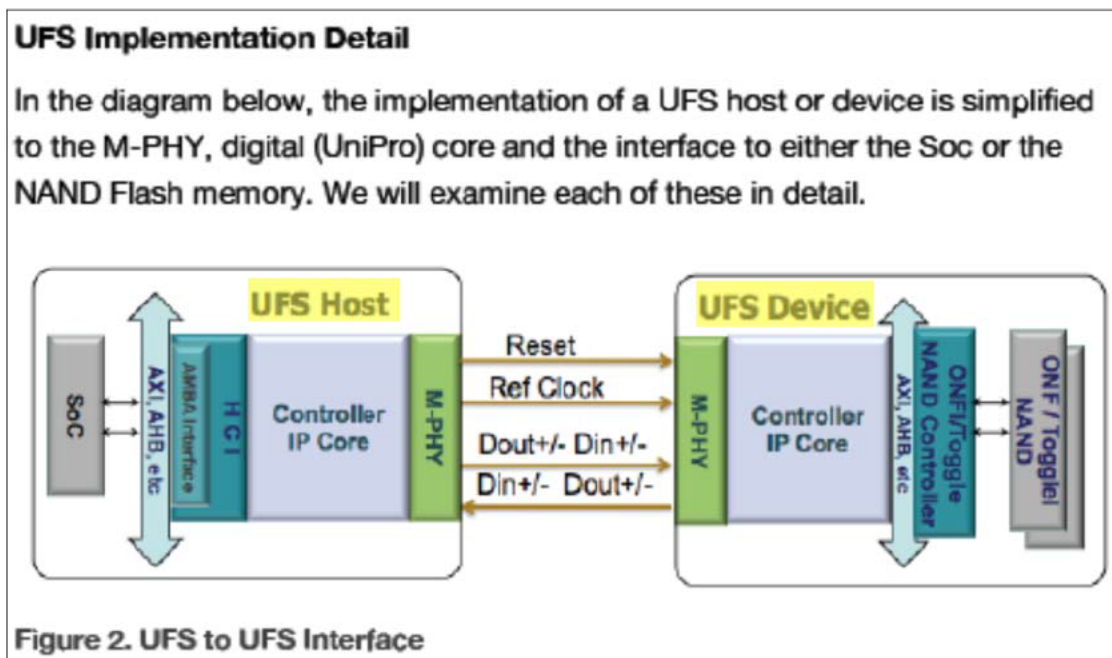 UFS Implementation Detail
In the diagram below, the implementation of a UFS host or device is simplified
to the M-PHY, digital (UniPro) core and the interface to either the Soc or the
NAND Flash memory. We will examine each of these in detail.
UFS Host
SoC
AXI, AHB, etc
AMBA Interface
HCI
Controller
IP Core
M-PHY
Reset
Ref Clock
Dout+/- Din+/-
Din+/- Dout+/-
UFS Device
M-PHY
Controller
IP Core
AXI, AHB, etc
ONFI/Toggle
NAND Controller
ONF / Togglel
NAND
Figure 2. UFS to UFS Interface